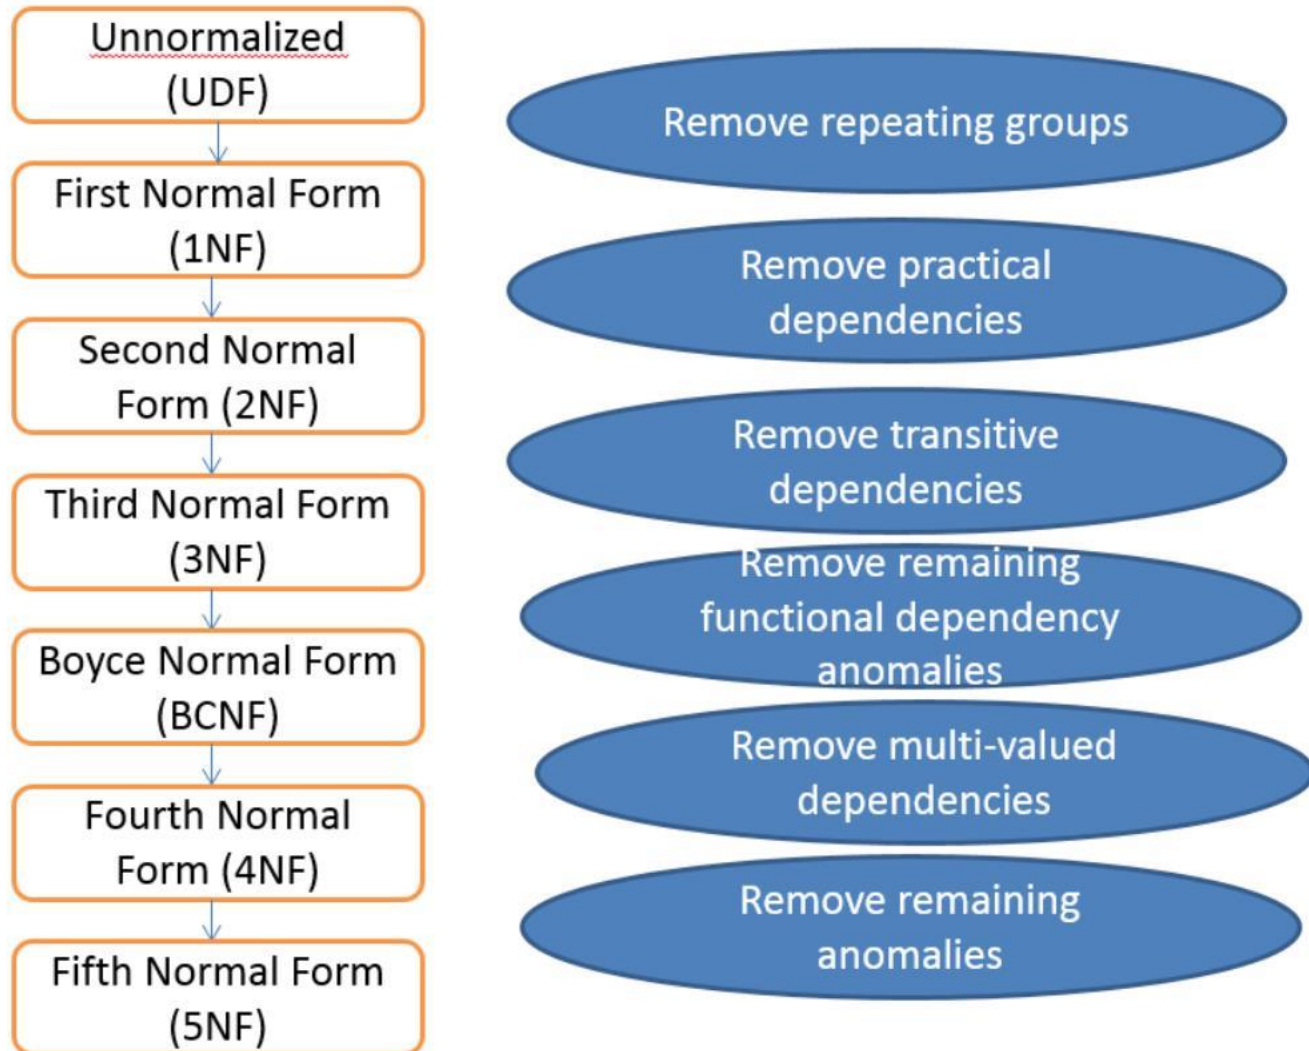 Unnormalized
(UDF)
Remove repeating groups
First Normal Form
(1NF)
Remove practical
dependencies
Second Normal
Form (2NF)
Remove transitive
dependencies
Third Normal Form
(3NF)
Remove remaining
functional dependency
anomalies
Boyce Normal Form
(BCNF)
Remove multi-valued
dependencies
Fourth Normal
Form (4NF)
Remove remaining
anomalies
Fifth Normal Form
(5NF)